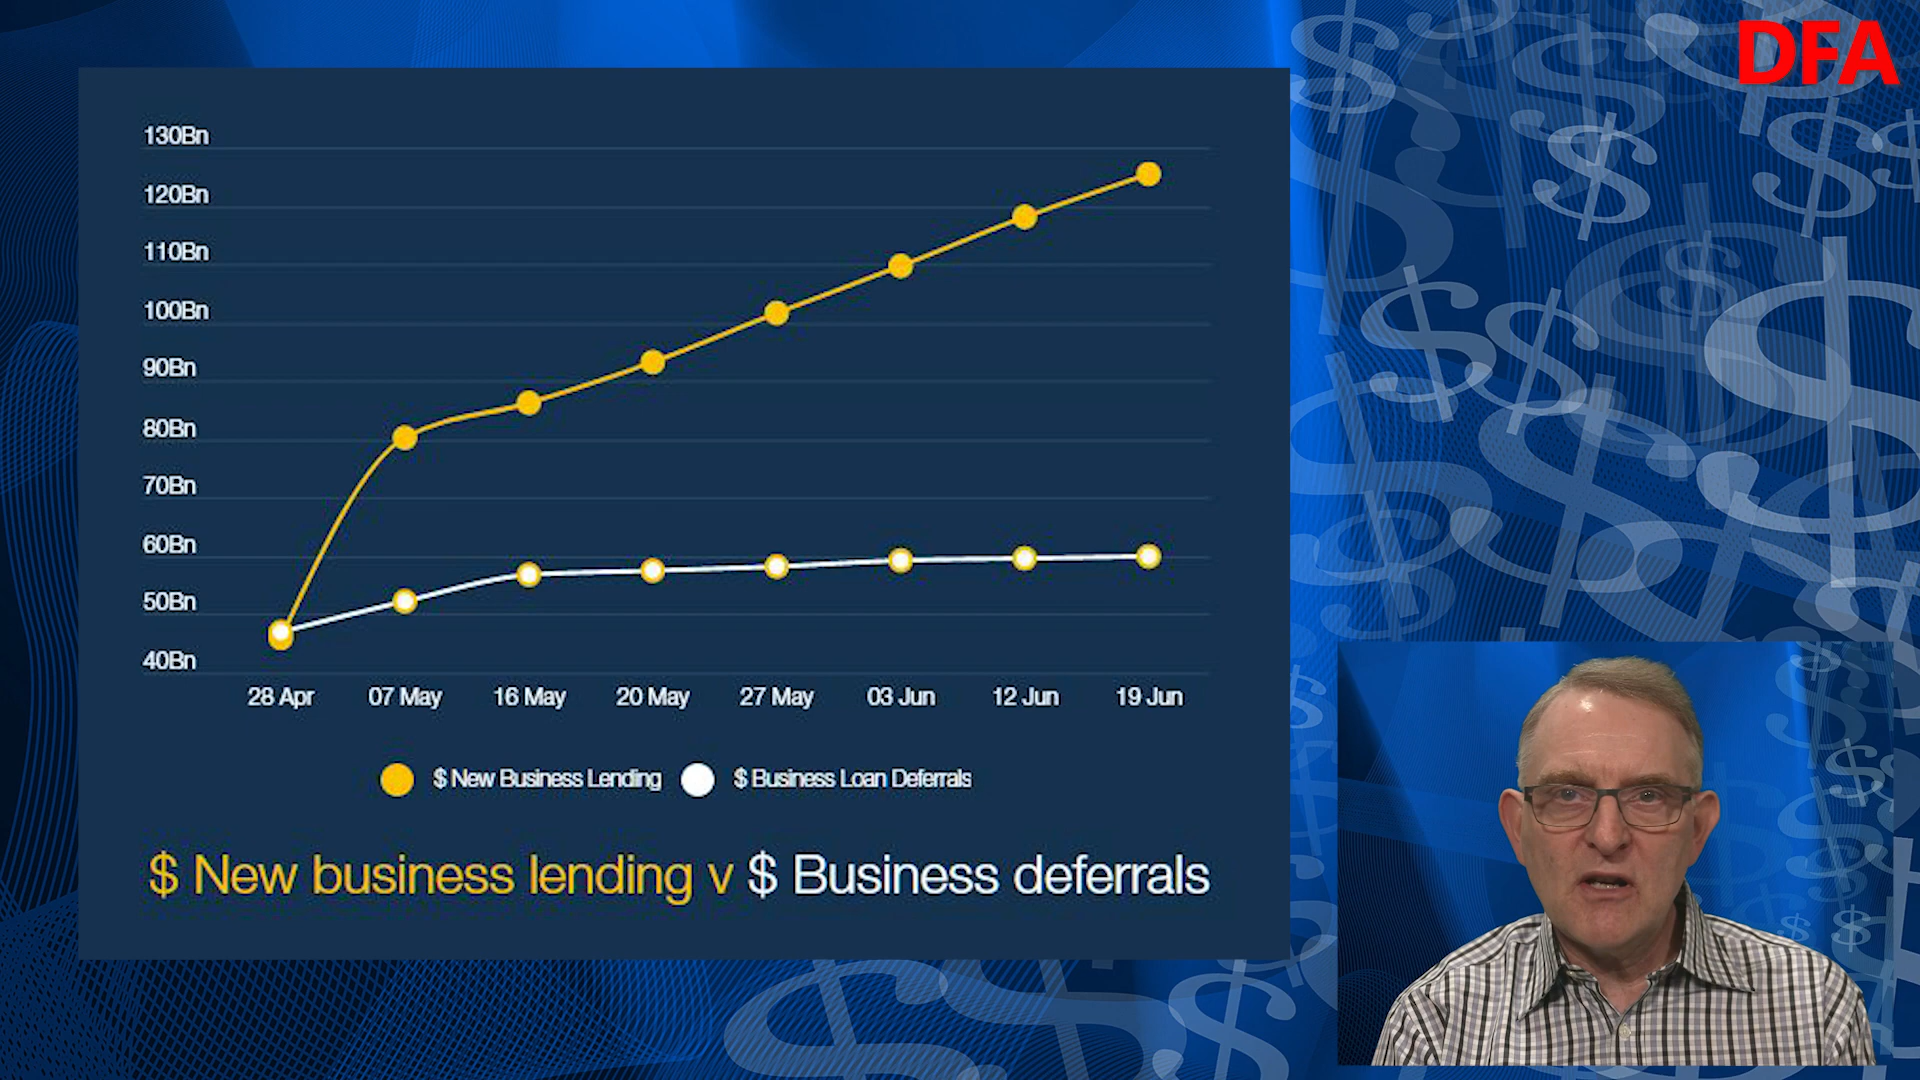 DFA
130Bn
120Bn
110Bn
100Bn
90Bn
80Bn
70Bn
60Bn
50Bn
40Bn
28 Apr 07 May 16 May 20 May 27 May 03 Jun 12 Jun 19 Jun
$ New Business Lending $ Business Loan Deferrals
$ New business lending v $ Business deferrals